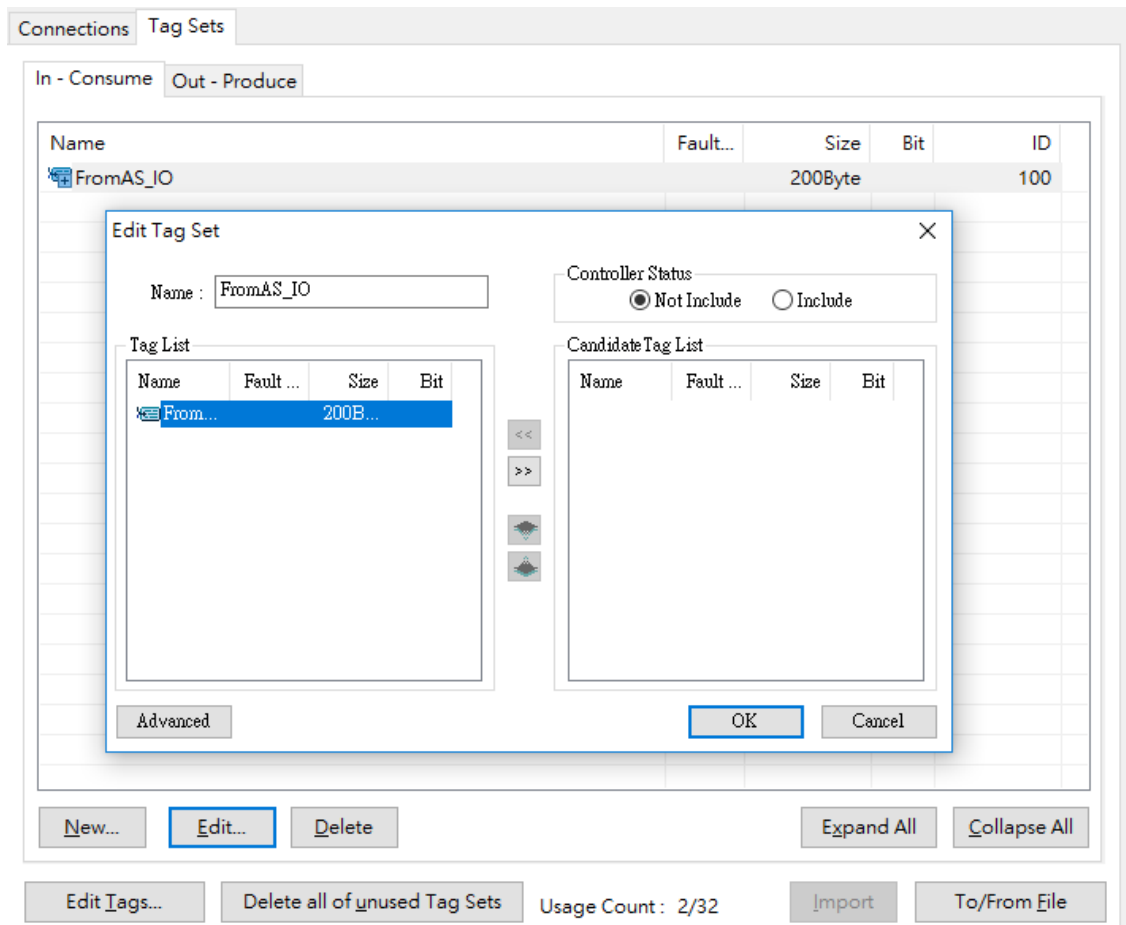 Connections Tag Sets
In - Consume Out - Produce
Name Fault... Size Bit ID
FromAS_IO 200Byte 100
Edit Tag Set
Name : FromAS_IO
Controller Status
Not Include Include
Tag List
Name Fault ... Size Bit
From... 200B...
<<
>>
Candidate Tag List
Name Fault ... Size Bit
Advanced OK Cancel
New... Edit... Delete Expand All Collapse All
Edit Tags... Delete all of unused Tag Sets Usage Count : 2/32 Import To/From File